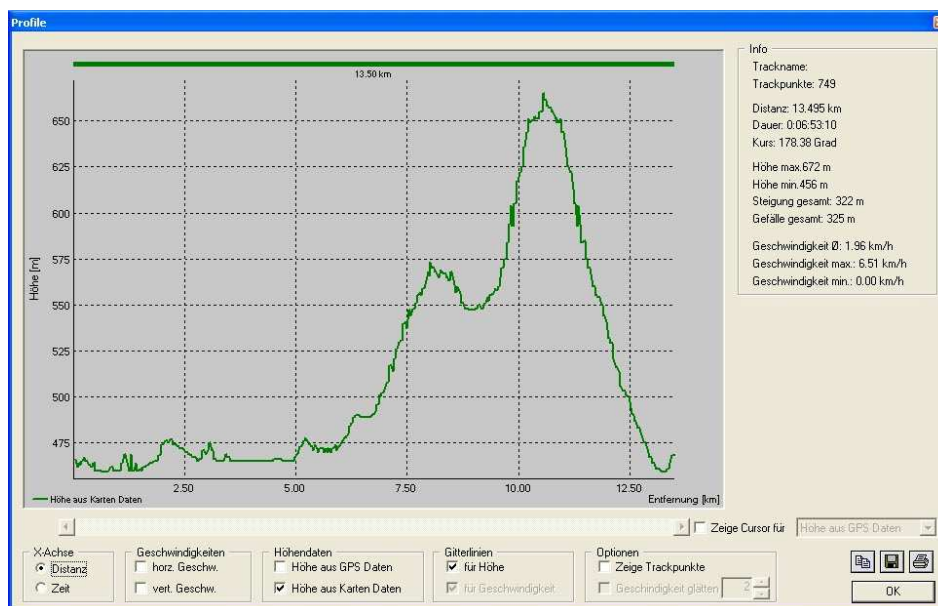 Profile
13.50 km
650
625
600
575
550
525
500
475
Höhe [m]
2.50
5.00
7.50
10.00
12.50
Entfernung [km]
Höhe aus Karten Daten
Info
Trackname:
Trackpunkte: 749
Distanz: 13.495 km
Dauer: 0:06:53:10
Kurs: 178.38 Grad
Höhe max.672 m
Höhe min.456 m
Steigung gesamt: 322 m
Gefälle gesamt: 325 m
Geschwindigkeit Ø: 1.96 km/h
Geschwindigkeit max.: 6.51 km/h
Geschwindigkeit min.: 0.00 km/h
Zeige Cursor für
Höhe aus GPS Daten
X-Achse
Distanz
Zeit
Geschwindigkeiten
horz. Geschw.
vert. Geschw.
Höhendaten
Höhe aus GPS Daten
Höhe aus Karten Daten
Gitterlinien
für Höhe
für Geschwindigkeit
Optionen
Zeige Trackpunkte
Geschindigkeit glätten
2
OK